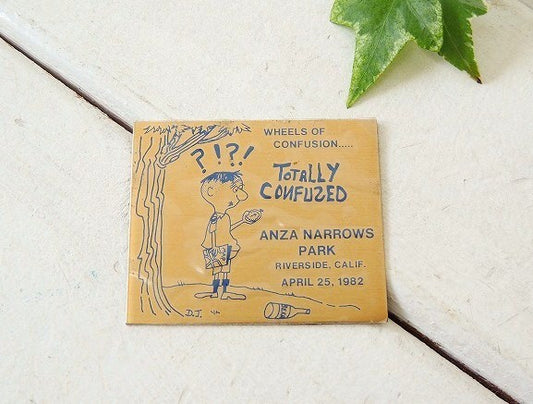 ?!?!
WHEELS OF
CONFUSION.....
TOTALLY
CONFUZED
ANZA NARROWS
PARK
RIVERSIDE, CALIF.
APRIL 25, 1982
D.J.